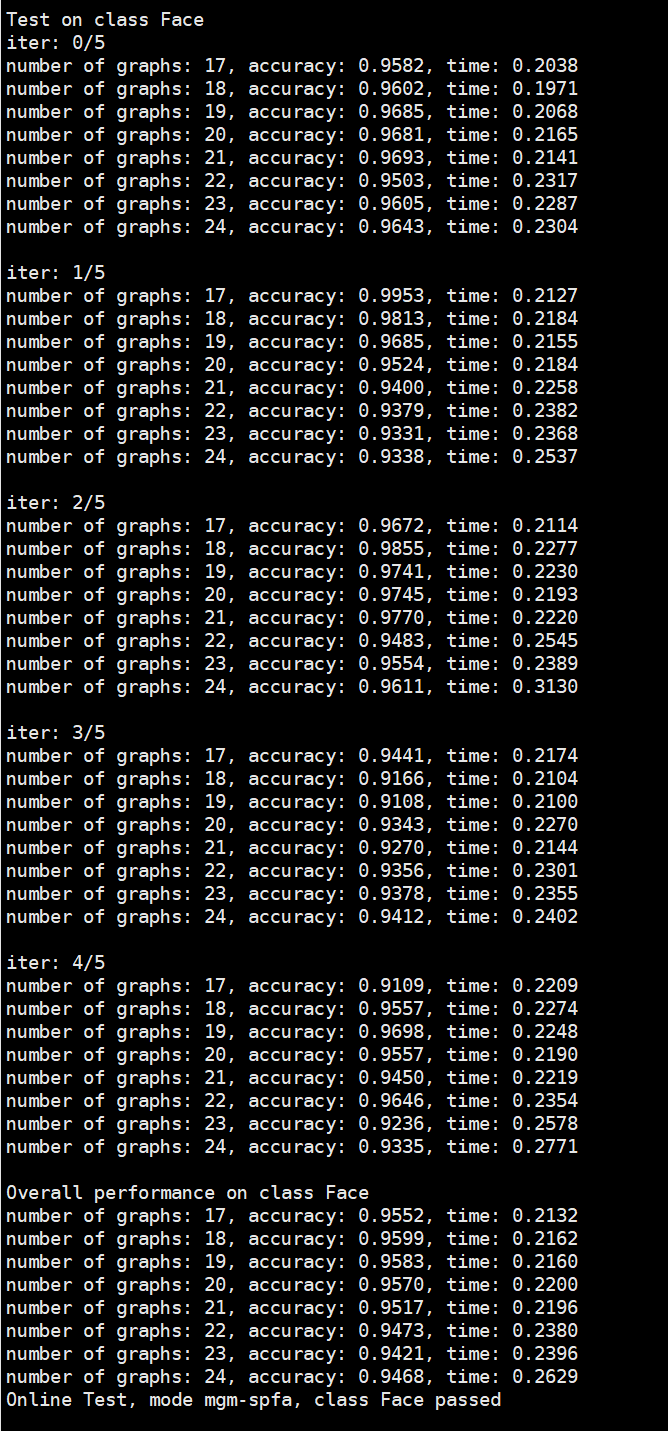 Test on class Face
iter: 0/5
number of graphs: 17, accuracy: 0.9582, time: 0.2038
number of graphs: 18, accuracy: 0.9602, time: 0.1971
number of graphs: 19, accuracy: 0.9685, time: 0.2068
number of graphs: 20, accuracy: 0.9681, time: 0.2165
number of graphs: 21, accuracy: 0.9693, time: 0.2141
number of graphs: 22, accuracy: 0.9503, time: 0.2317
number of graphs: 23, accuracy: 0.9605, time: 0.2287
number of graphs: 24, accuracy: 0.9643, time: 0.2304

iter: 1/5
number of graphs: 17, accuracy: 0.9953, time: 0.2127
number of graphs: 18, accuracy: 0.9813, time: 0.2184
number of graphs: 19, accuracy: 0.9685, time: 0.2155
number of graphs: 20, accuracy: 0.9524, time: 0.2184
number of graphs: 21, accuracy: 0.9400, time: 0.2258
number of graphs: 22, accuracy: 0.9379, time: 0.2382
number of graphs: 23, accuracy: 0.9331, time: 0.2368
number of graphs: 24, accuracy: 0.9338, time: 0.2537

iter: 2/5
number of graphs: 17, accuracy: 0.9672, time: 0.2114
number of graphs: 18, accuracy: 0.9855, time: 0.2277
number of graphs: 19, accuracy: 0.9741, time: 0.2230
number of graphs: 20, accuracy: 0.9745, time: 0.2193
number of graphs: 21, accuracy: 0.9770, time: 0.2220
number of graphs: 22, accuracy: 0.9483, time: 0.2545
number of graphs: 23, accuracy: 0.9554, time: 0.2389
number of graphs: 24, accuracy: 0.9611, time: 0.3130

iter: 3/5
number of graphs: 17, accuracy: 0.9441, time: 0.2174
number of graphs: 18, accuracy: 0.9166, time: 0.2104
number of graphs: 19, accuracy: 0.9108, time: 0.2100
number of graphs: 20, accuracy: 0.9343, time: 0.2270
number of graphs: 21, accuracy: 0.9270, time: 0.2144
number of graphs: 22, accuracy: 0.9356, time: 0.2301
number of graphs: 23, accuracy: 0.9378, time: 0.2355
number of graphs: 24, accuracy: 0.9412, time: 0.2402

iter: 4/5
number of graphs: 17, accuracy: 0.9109, time: 0.2209
number of graphs: 18, accuracy: 0.9557, time: 0.2274
number of graphs: 19, accuracy: 0.9698, time: 0.2248
number of graphs: 20, accuracy: 0.9557, time: 0.2190
number of graphs: 21, accuracy: 0.9450, time: 0.2219
number of graphs: 22, accuracy: 0.9646, time: 0.2354
number of graphs: 23, accuracy: 0.9236, time: 0.2578
number of graphs: 24, accuracy: 0.9335, time: 0.2771

Overall performance on class Face
number of graphs: 17, accuracy: 0.9552, time: 0.2132
number of graphs: 18, accuracy: 0.9599, time: 0.2162
number of graphs: 19, accuracy: 0.9583, time: 0.2160
number of graphs: 20, accuracy: 0.9570, time: 0.2200
number of graphs: 21, accuracy: 0.9517, time: 0.2196
number of graphs: 22, accuracy: 0.9473, time: 0.2380
number of graphs: 23, accuracy: 0.9421, time: 0.2396
number of graphs: 24, accuracy: 0.9468, time: 0.2629
Online Test, mode mgm-spfa, class Face passed